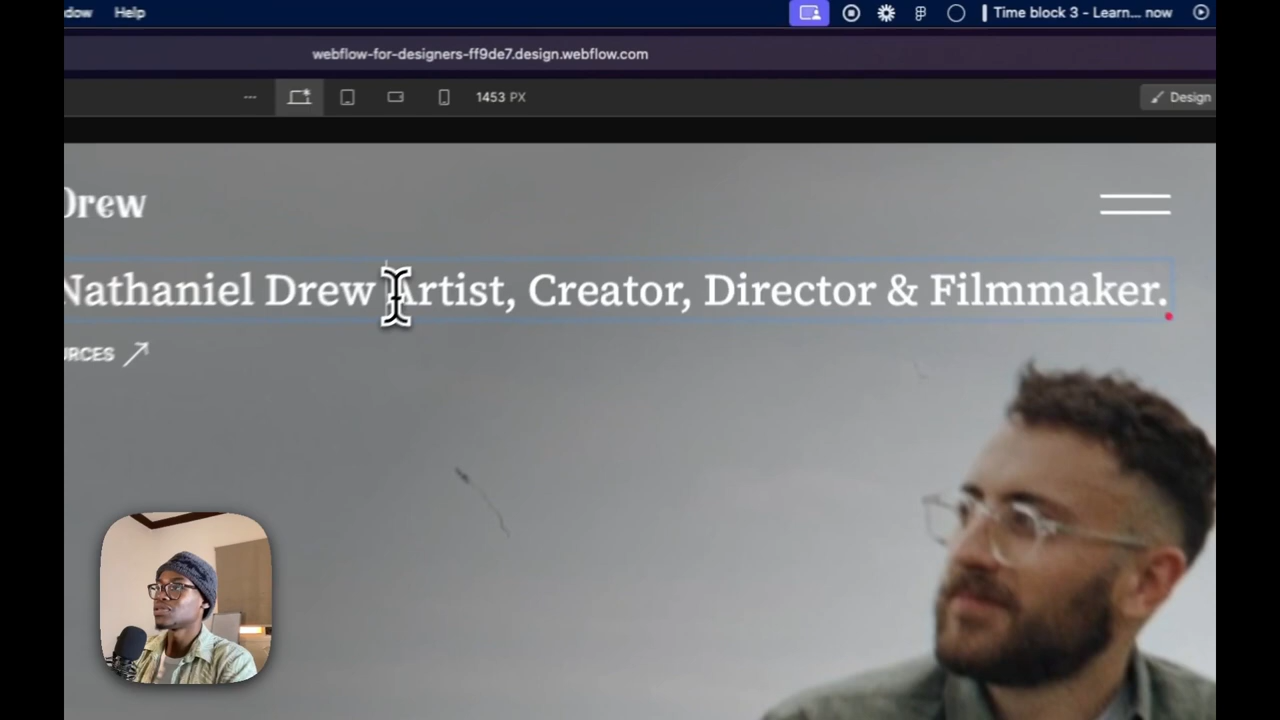 dow Help Time block 3 - Learn... now
webflow-for-designers-ff9de7.design.webflow.com
1453 PX Design
Drew
Nathaniel Drew Artist, Creator, Director & Filmmaker.
URCES